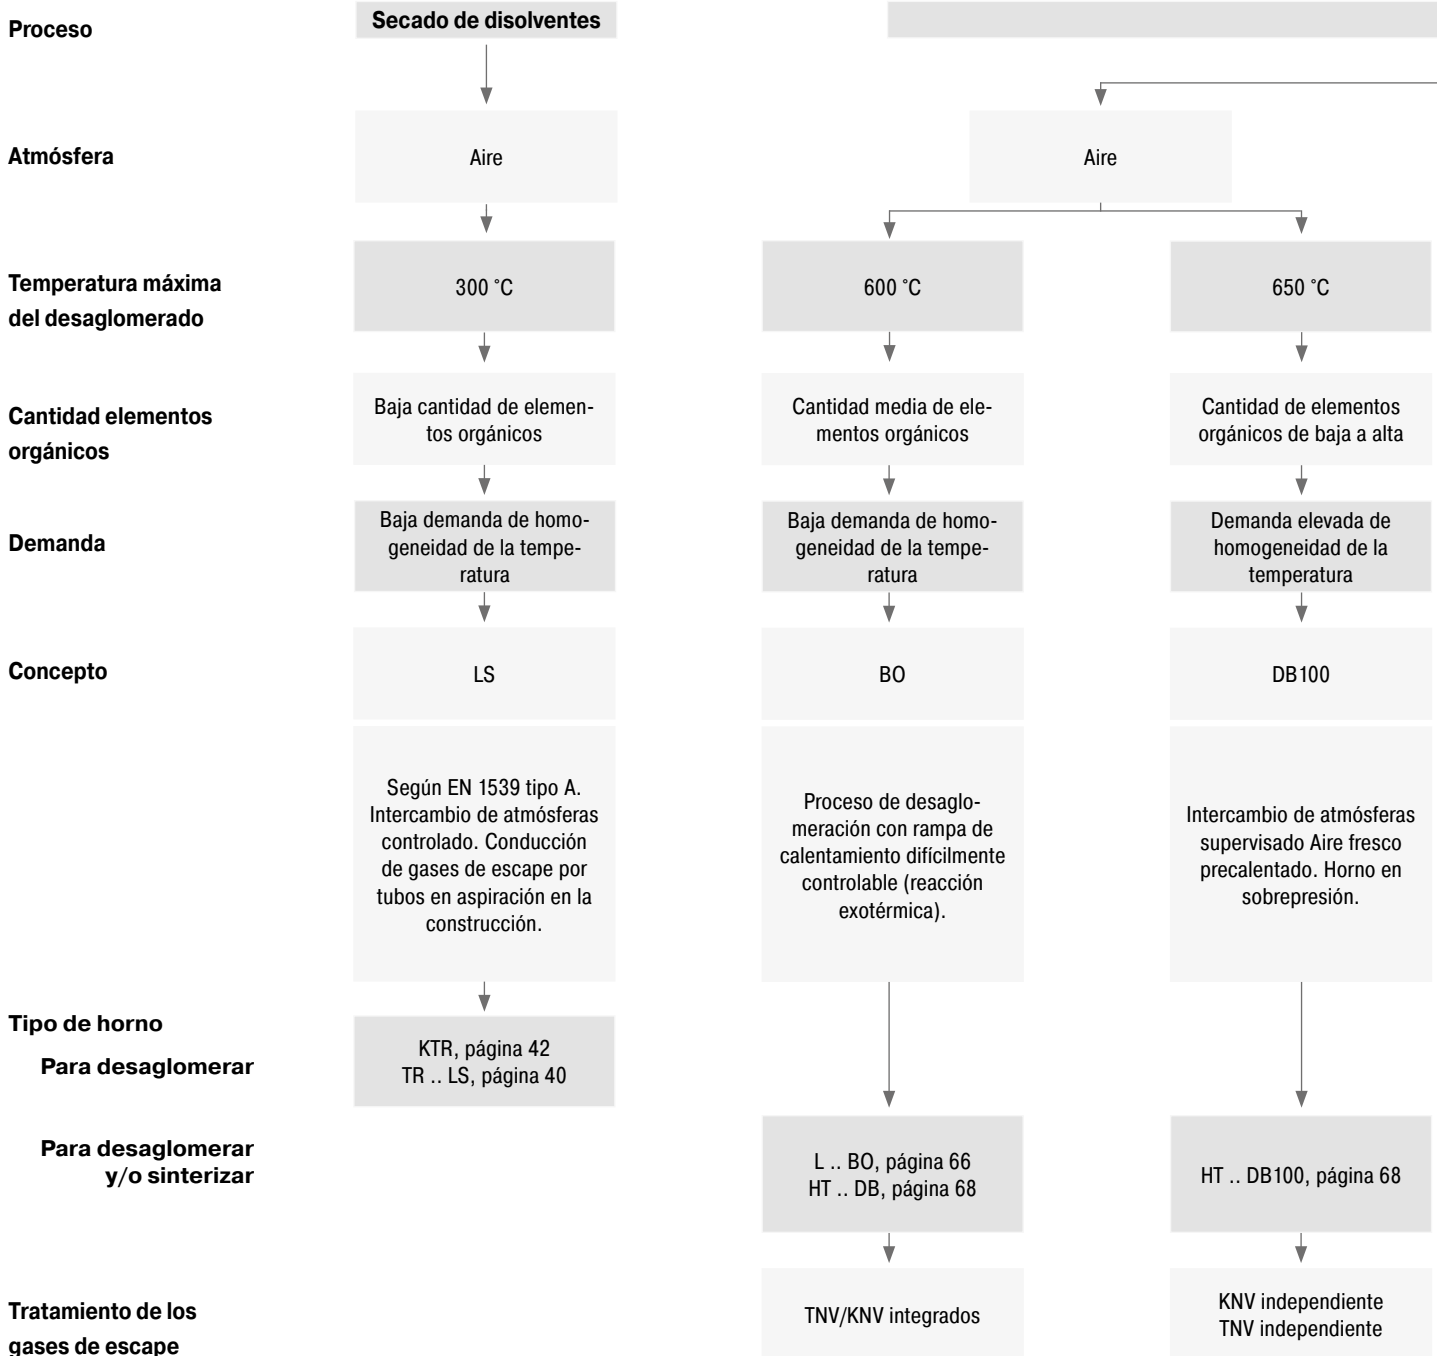 Proceso
Secado de disolventes
Atmósfera
Aire
Aire
Temperatura máxima
del desaglomerado
300 °C
600 °C
650 °C
Cantidad elementos
orgánicos
Baja cantidad de elemen-
tos orgánicos
Cantidad media de ele-
mentos orgánicos
Cantidad de elementos
orgánicos de baja a alta
Demanda
Baja demanda de homo-
geneidad de la tempe-
ratura
Baja demanda de homo-
geneidad de la tempe-
ratura
Demanda elevada de
homogeneidad de la
temperatura
Concepto
LS
BO
DB100
Según EN 1539 tipo A.
Intercambio de atmósferas
controlado. Conducción
de gases de escape por
tubos en aspiración en la
construcción.
Proceso de desaglo-
meración con rampa de
calentamiento difícilmente
controlable (reacción
exotérmica).
Intercambio de atmósferas
supervisado Aire fresco
precalentado. Horno en
sobrepresión.
Tipo de horno
Para desaglomerar
KTR, página 42
TR .. LS, página 40
Para desaglomerar
y/o sinterizar
L .. BO, página 66
HT .. DB, página 68
HT .. DB100, página 68
Tratamiento de los
gases de escape
TNV/KNV integrados
KNV independiente
TNV independiente